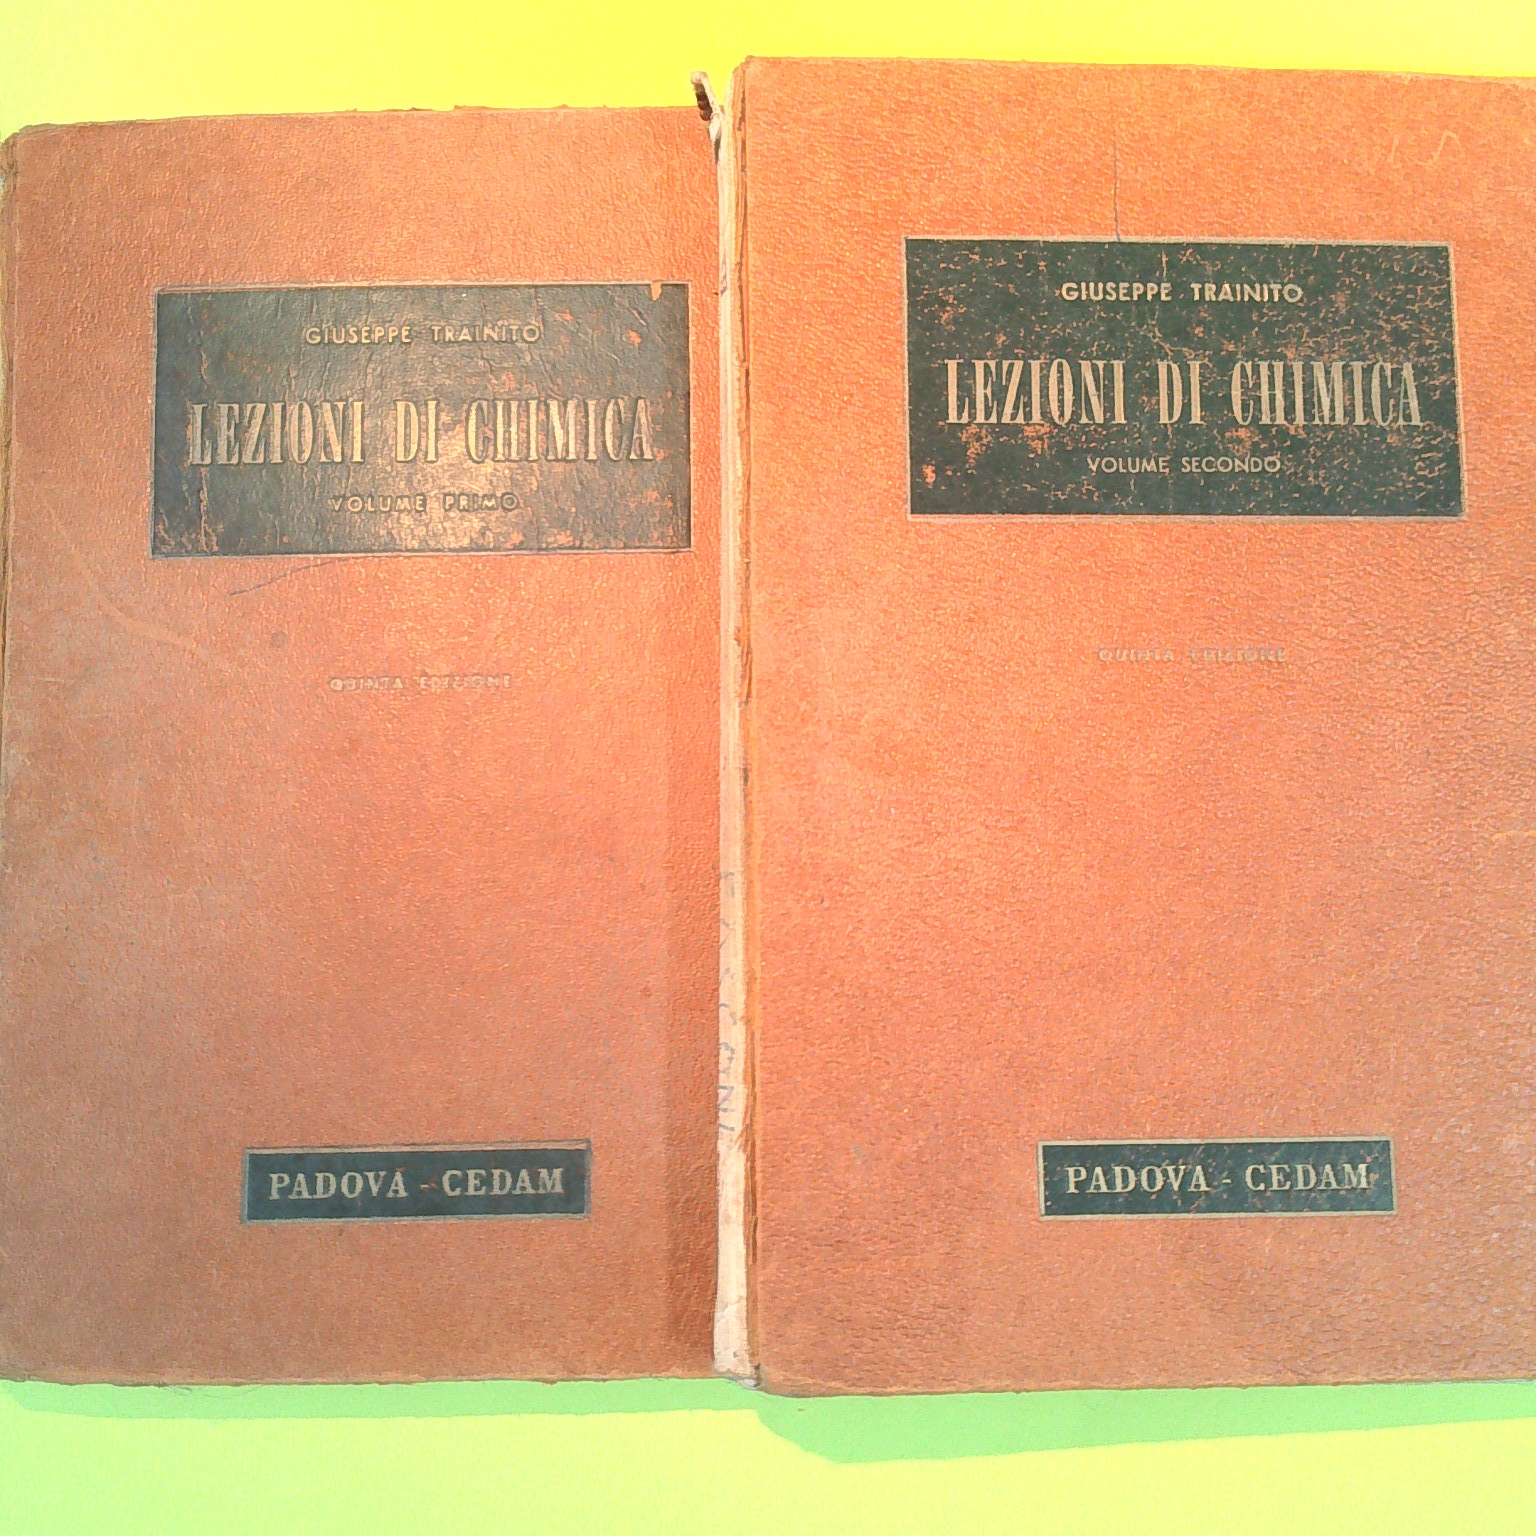 GIUSEPPE TRAINITO
LEZIONI DI CHIMICA
VOLUME PRIMO
QUINTA EDIZIONE
PADOVA - CEDAM
GIUSEPPE TRAINITO
LEZIONI DI CHIMICA
VOLUME SECONDO
QUINTA EDIZIONE
PADOVA - CEDAM